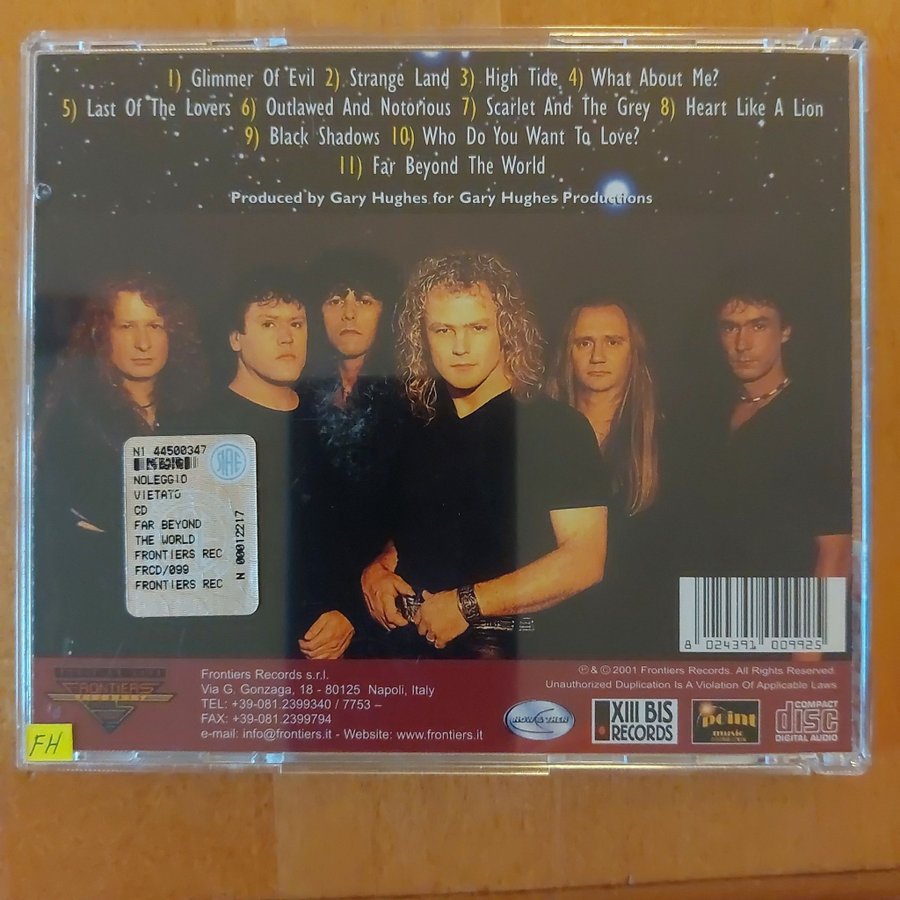 1) Glimmer Of Evil 2) Strange Land 3) High Tide 4) What About Me?
5) Last Of The Lovers 6) Outlawed And Notorious 7) Scarlet And The Grey 8) Heart Like A Lion
9) Black Shadows 10) Who Do You Want To Love?
11) Far Beyond The World
Produced by Gary Hughes for Gary Hughes Productions
N1 44500347
SIAE
NOLEGGIO
VIETATO
CD
FAR BEYOND
THE WORLD
FRONTIERS REC
FRCD/099
FRONTIERS REC
N 00012217
8 024391 009925
FRONTIERS
Frontiers Records s.r.l.
Via G. Gonzaga, 18 - 80125 Napoli, Italy
TEL: +39-081.2399340 / 7753 –
FAX: +39-081.2399794
e-mail: info@frontiers.it - Website: www.frontiers.it
℗ & © 2001 Frontiers Records. All Rights Reserved.
Unauthorized Duplication Is A Violation Of Applicable Laws
XIII BIS
RECORDS
point
music
COMPACT
disc
DIGITAL AUDIO
FH